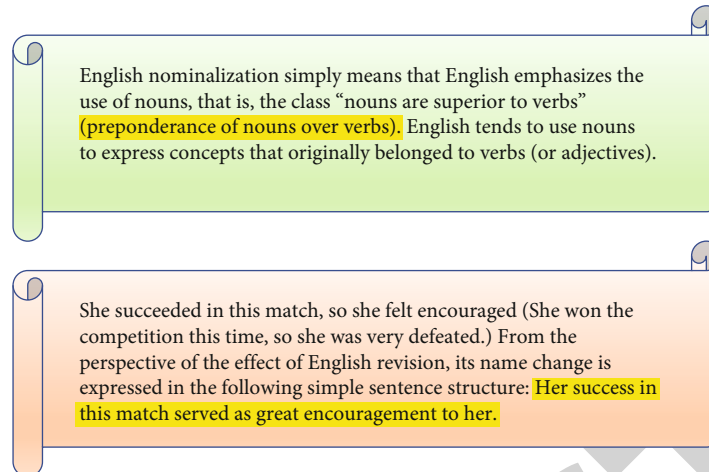 English nominalization simply means that English emphasizes the
use of nouns, that is, the class “nouns are superior to verbs”
(preponderance of nouns over verbs). English tends to use nouns
to express concepts that originally belonged to verbs (or adjectives).
She succeeded in this match, so she felt encouraged (She won the
competition this time, so she was very defeated.) From the
perspective of the effect of English revision, its name change is
expressed in the following simple sentence structure: Her success in
this match served as great encouragement to her.